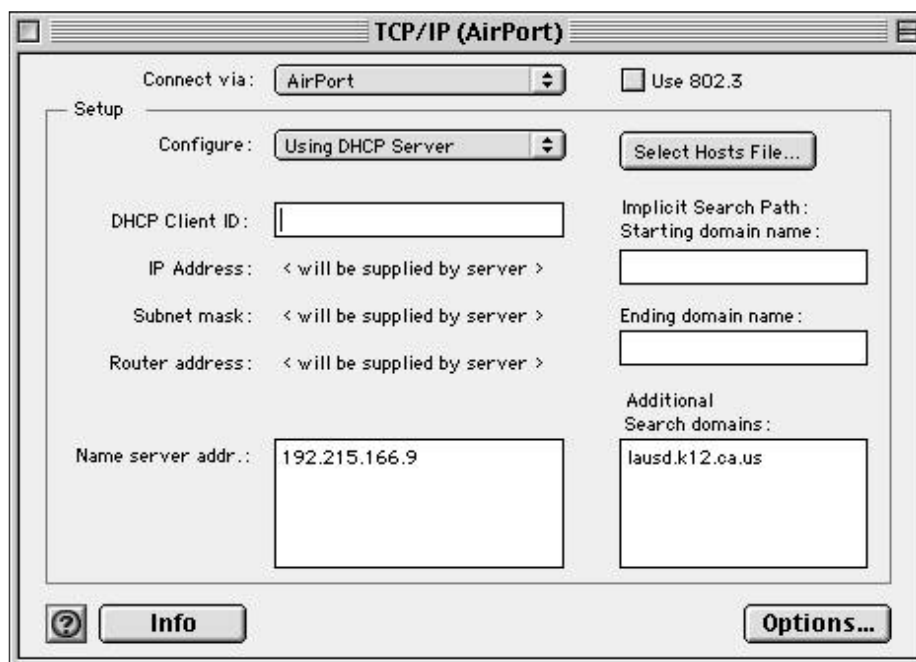 TCP/IP (AirPort)
Connect via: AirPort
Use 802.3
Setup
Configure: Using DHCP Server
Select Hosts File...
DHCP Client ID:
Implicit Search Path:
Starting domain name:
IP Address: < will be supplied by server >
Subnet mask: < will be supplied by server >
Ending domain name:
Router address: < will be supplied by server >
Additional
Search domains:
Name server addr.: 192.215.166.9
lausd.k12.ca.us
?
Info
Options...